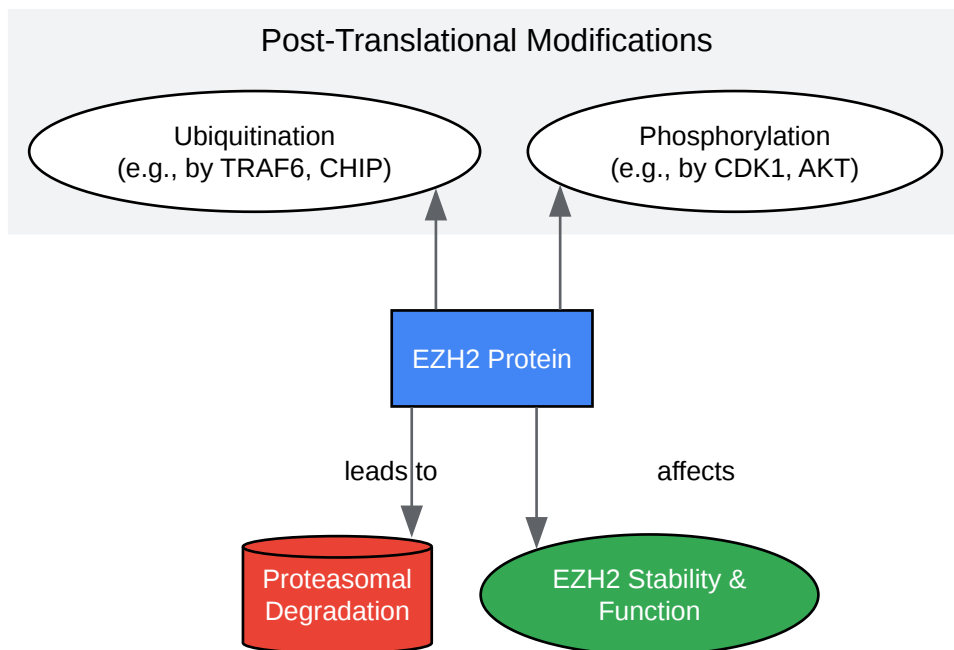 Post-Translational Modifications
Ubiquitination
(e.g., by TRAF6, CHIP)
Phosphorylation
(e.g., by CDK1, AKT)
EZH2 Protein
leads to
affects
Proteasomal
Degradation
EZH2 Stability &
Function